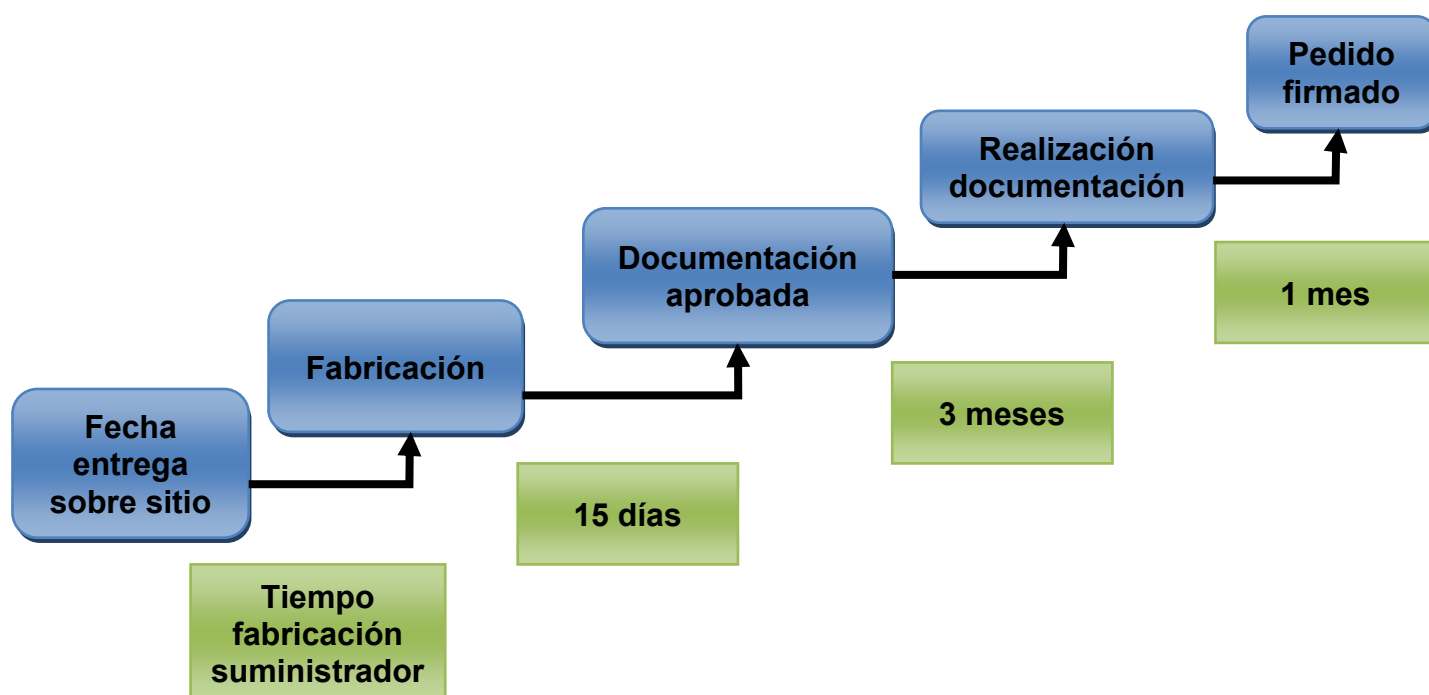 Pedido
firmado
Realización
documentación
Documentación
aprobada
1 mes
Fabricación
3 meses
Fecha
entrega
sobre sitio
15 días
Tiempo
fabricación
suministrador